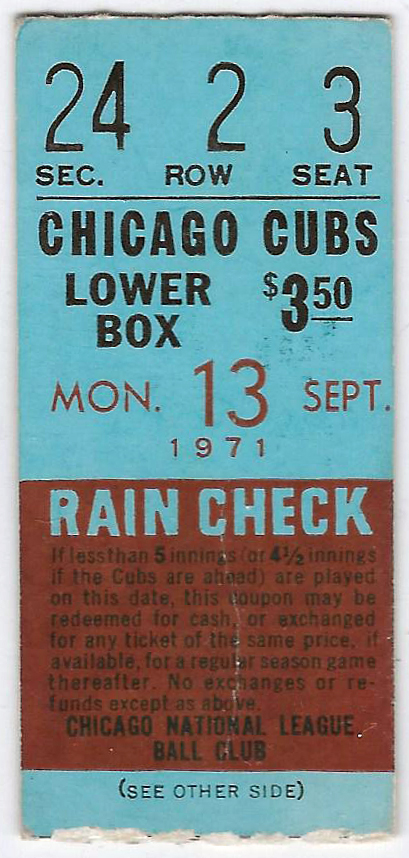 24 2 3
SEC. ROW SEAT
CHICAGO CUBS
LOWER $3.50
BOX
MON. 13 SEPT.
1971
RAIN CHECK
If lessthan 5 innings (or 4½ innings
if the Cubs are ahead) are played
on this date, this coupon may be
redeemed for cash, or exchanged
for any ticket of the same price, if
available, for a regular season game
thereafter. No exchanges or re-
funds except as above.
CHICAGO NATIONAL LEAGUE
BALL CLUB
(SEE OTHER SIDE)